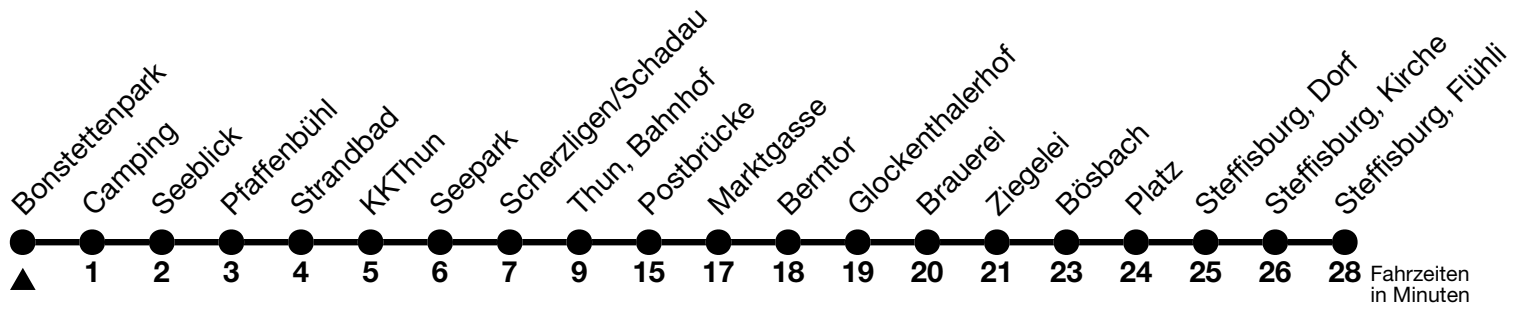 Bonstettenpark
Camping
Seeblick
Pfaffenbühl
Strandbad
KKThun
Seepark
Scherzligen/Schadau
Thun, Bahnhof
Postbrücke
Marktgasse
Berntor
Glockenthalerhof
Brauerei
Ziegelei
Bösbach
Platz
Steffisburg, Dorf
Steffisburg, Kirche
Steffisburg, Flühli
1 2 3 4 5 6 7 9 15 17 18 19 20 21 23 24 25 26 28 Fahrzeiten
in Minuten